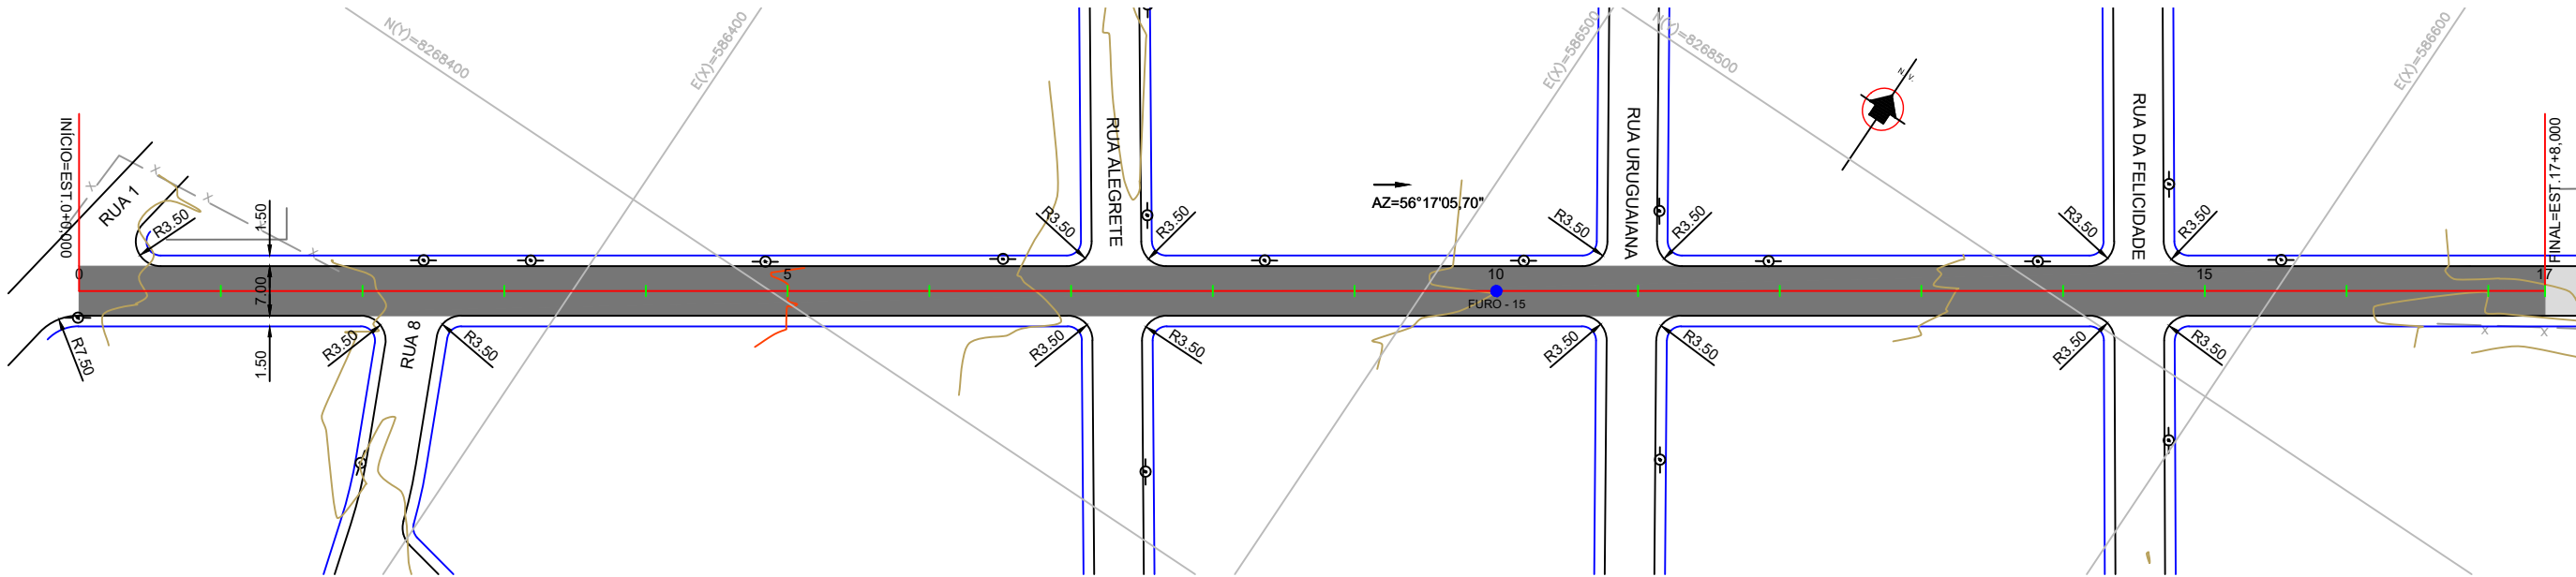 N(Y)=8268400
E(X)=586400
E(X)=586500
N(Y)=8268500
E(X)=586600
N.V.
INÍCIO=EST.0+0,000
RUA 1
R3.50
1.50
RUA ALEGRETE
R3.50
R3.50
AZ=56°17'05,70"
R3.50
RUA URUGUAIANA
R3.50
R3.50
RUA DA FELICIDADE
R3.50
FINAL=EST.17+8,000
0
5
10
15
17
7.00
FURO - 15
R7.50
1.50
R3.50
RUA 8
R3.50
R3.50
R3.50
R3.50
R3.50
R3.50
R3.50